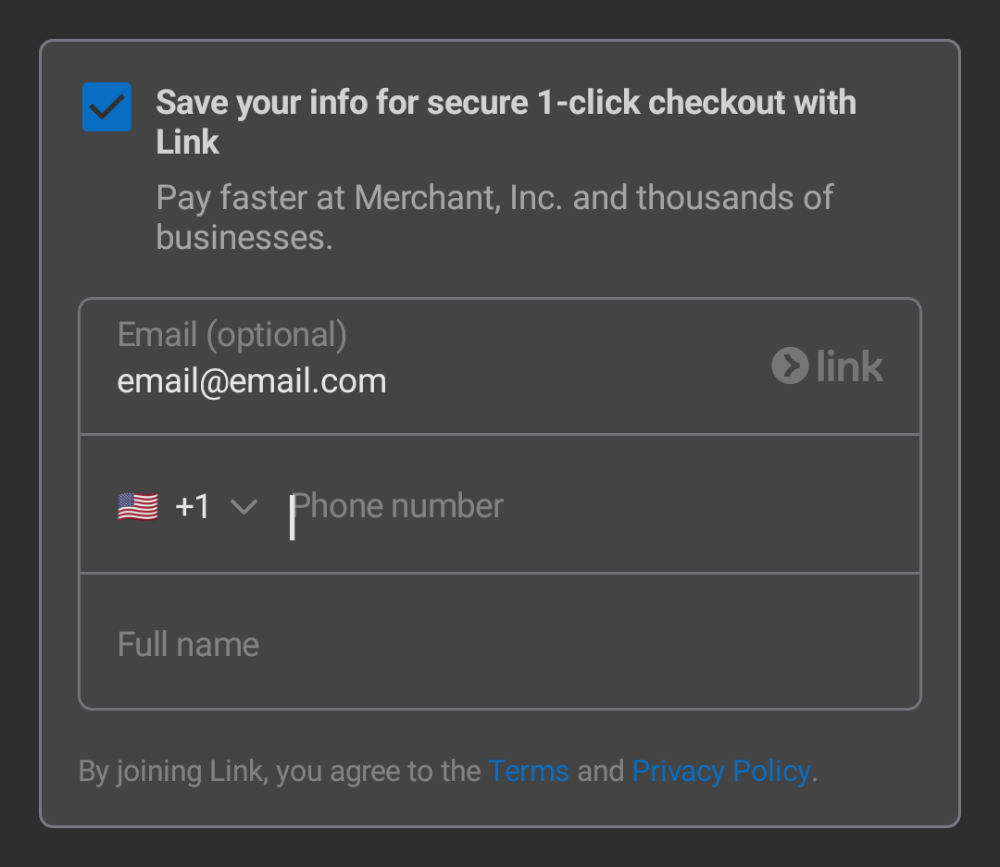 Save your info for secure 1-click checkout with
Link
Pay faster at Merchant, Inc. and thousands of
businesses.
Email (optional)
email@email.com
link
+1
Phone number
Full name
By joining Link, you agree to the Terms and Privacy Policy.